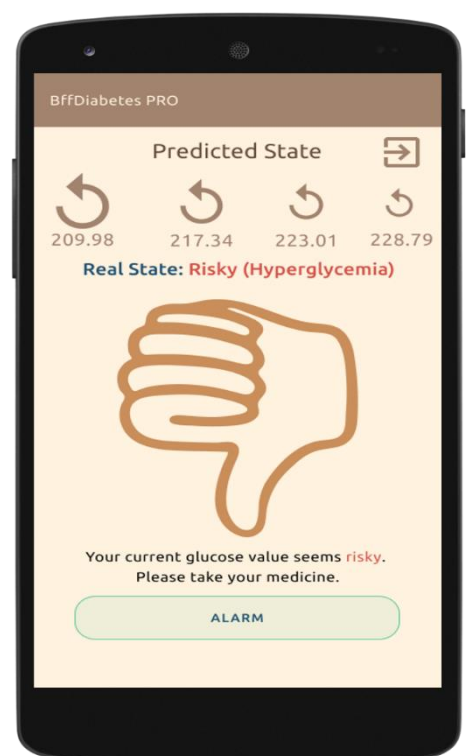 BffDiabetes PRO
Predicted State
209.98 217.34 223.01 228.79
Real State: Risky (Hyperglycemia)
Your current glucose value seems risky.
Please take your medicine.
ALARM